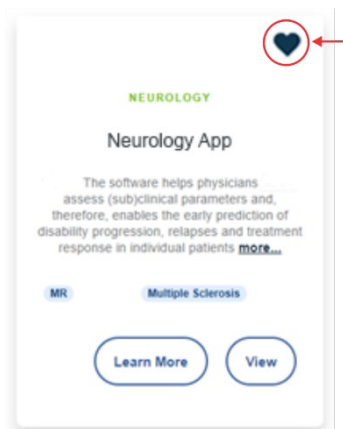 NEUROLOGY
Neurology App
The software helps physicians
assess (sub)clinical parameters and,
therefore, enables the early prediction of
disability progression, relapses and treatment
response in individual patients more...
MR Multiple Sclerosis
Learn More View